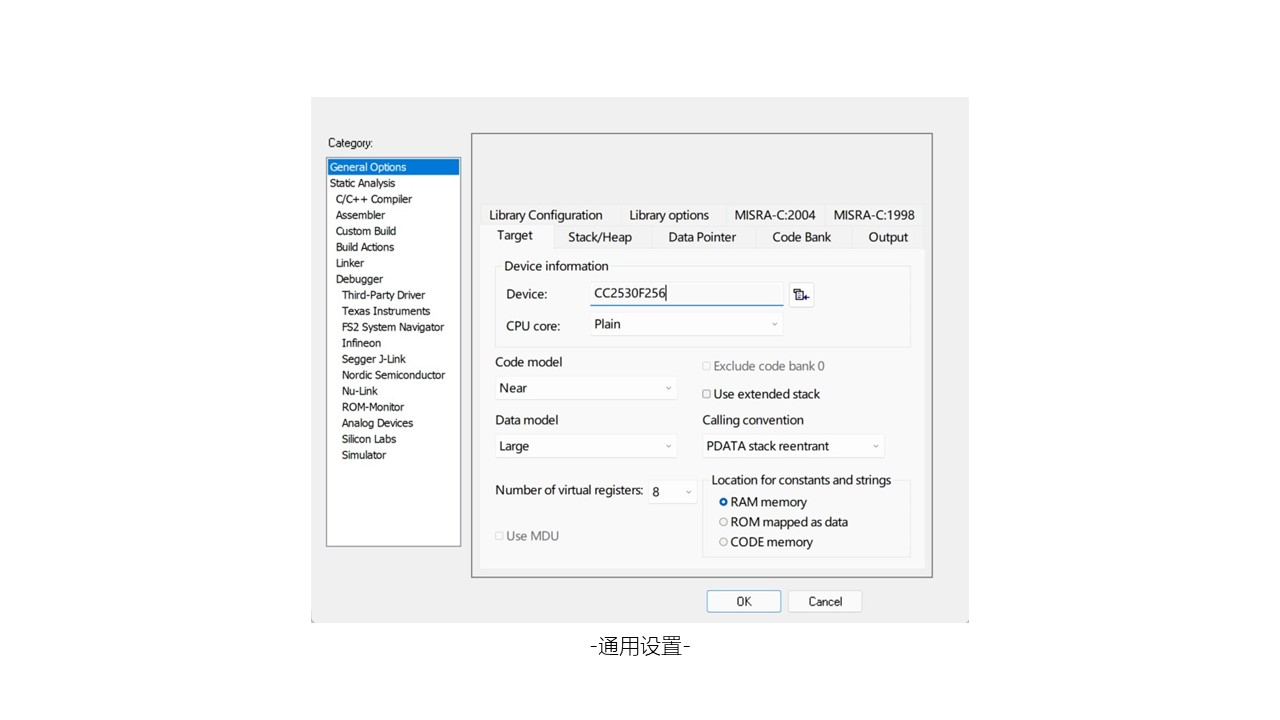 Category:
General Options
Static Analysis
C/C++ Compiler
Assembler
Custom Build
Build Actions
Linker
Debugger
Third-Party Driver
Texas Instruments
FS2 System Navigator
Infineon
Segger J-Link
Nordic Semiconductor
Nu-Link
ROM-Monitor
Analog Devices
Silicon Labs
Simulator
Library Configuration Library options MISRA-C:2004 MISRA-C:1998
Target Stack/Heap Data Pointer Code Bank Output
Device information
Device: CC2530F256
CPU core: Plain
Code model
Near
Exclude code bank 0
Use extended stack
Data model
Large
Calling convention
PDATA stack reentrant
Number of virtual registers: 8
Use MDU
Location for constants and strings
RAM memory
ROM mapped as data
CODE memory
OK Cancel
-通用设置-